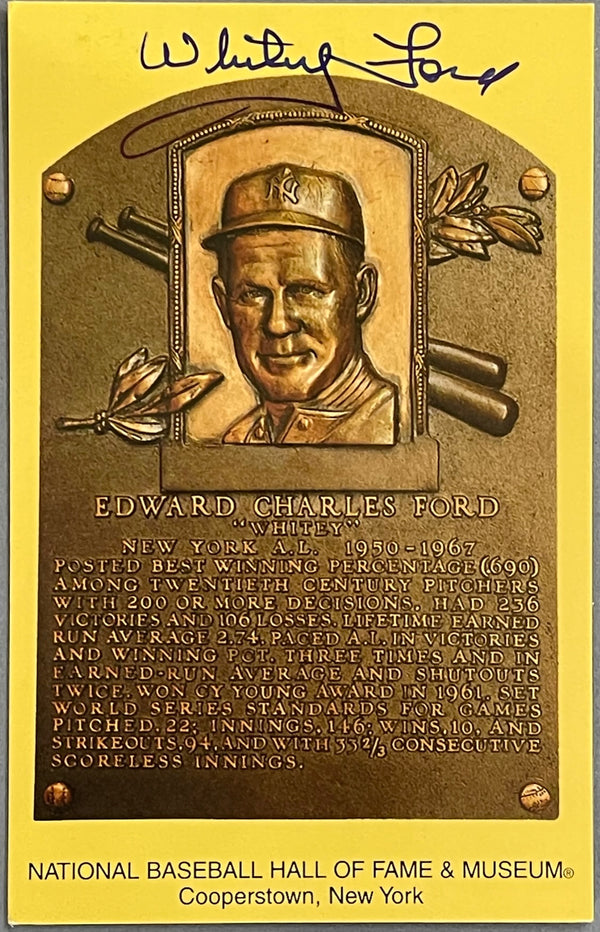 Whitey Ford
NY
EDWARD CHARLES FORD
"WHITEY"
NEW YORK A.L. 1950-1967
POSTED BEST WINNING PERCENTAGE (.690)
AMONG TWENTIETH CENTURY PITCHERS
WITH 200 OR MORE DECISIONS. HAD 236
VICTORIES AND 106 LOSSES. LIFETIME EARNED
RUN AVERAGE 2.74. PACED A.L. IN VICTORIES
AND WINNING PCT. THREE TIMES AND IN
EARNED-RUN AVERAGE AND SHUTOUTS
TWICE. WON CY YOUNG AWARD IN 1961. SET
WORLD SERIES STANDARDS FOR GAMES
PITCHED, 22; INNINGS, 146; WINS, 10, AND
STRIKEOUTS, 94, AND WITH 33 2/3 CONSECUTIVE
SCORELESS INNINGS.
NATIONAL BASEBALL HALL OF FAME & MUSEUM®
Cooperstown, New York